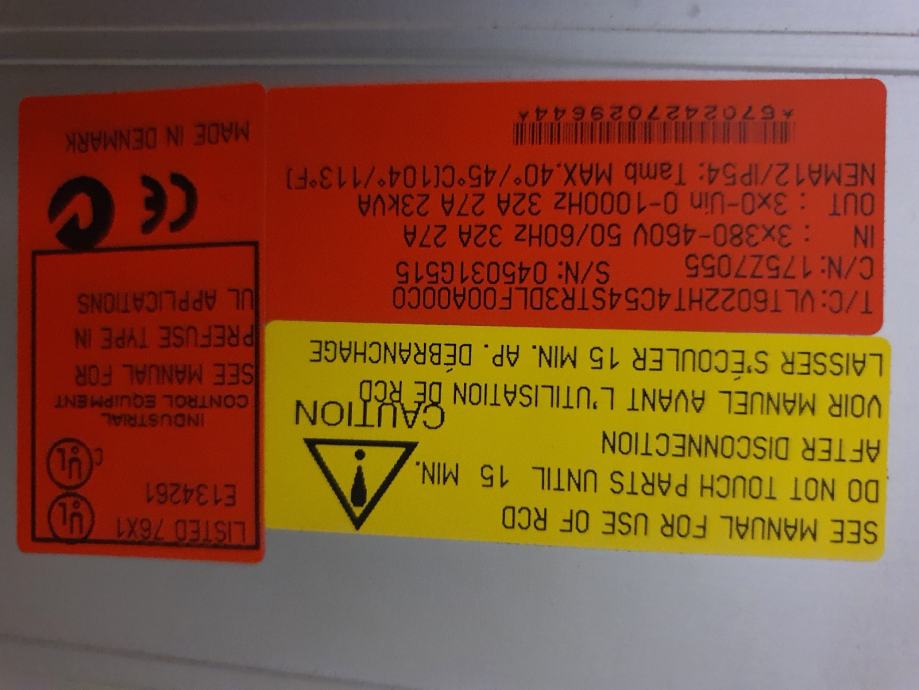 SEE MANUAL FOR USE OF RCD
DO NOT TOUCH PARTS UNTIL 15 MIN.
AFTER DISCONNECTION
CAUTION
VOIR MANUEL AVANT L'UTILISATION DE RCD
LAISSER S'ÉCOULER 15 MIN. AP. DÉBRANCHAGE
T/C: VLT6022HT4C54STR3DLF00A00C0
C/N: 175Z7055 S/N: 045031G515
IN : 3x380-460V 50/60Hz 32A 27A
OUT : 3x0-Uin 0-1000Hz 32A 27A 23kVA
NEMA12/IP54: Tamb MAX.40°/45°C(104°/113°F)
*5702427029644*
LISTED 76X1
E134261
UL
C UL
INDUSTRIAL
CONTROL EQUIPMENT
SEE MANUAL FOR
PREFUSE TYPE IN
UL APPLICATIONS
CE
MADE IN DENMARK